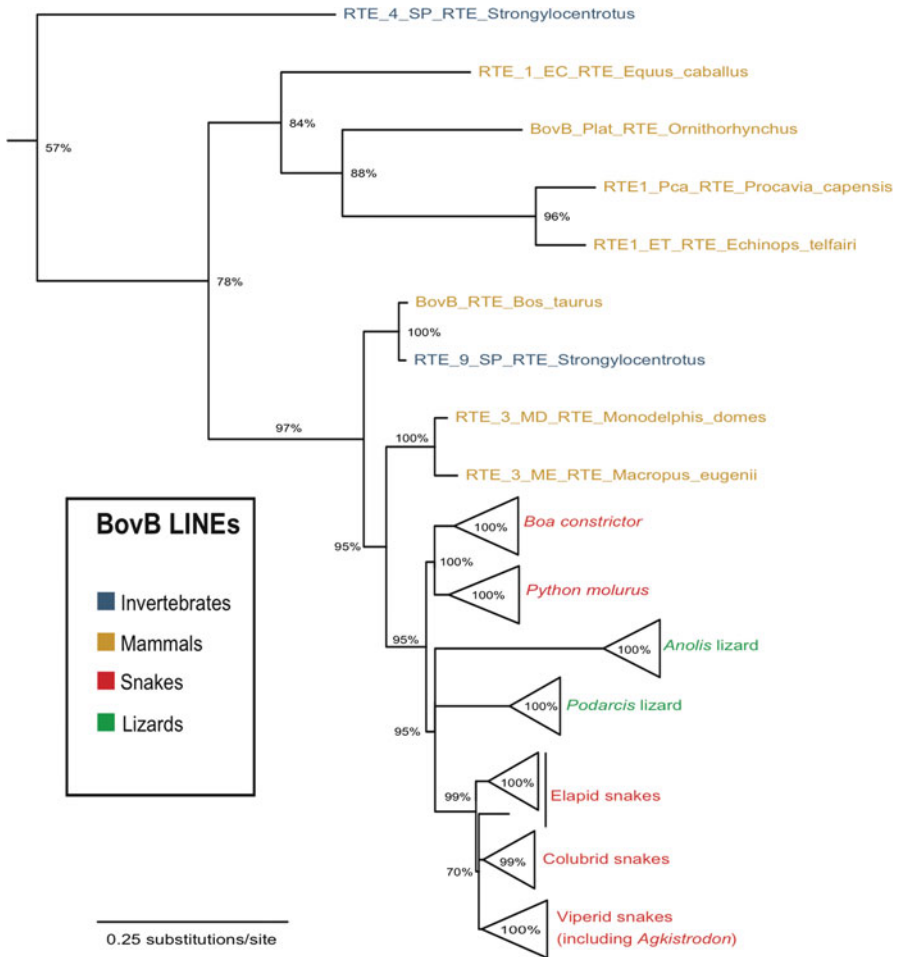 RTE_4_SP_RTE_Strongylocentrotus
RTE_1_EC_RTE_Equus_caballus
84%
BovB_Plat_RTE_Ornithorhynchus
57%
88%
RTE1_Pca_RTE_Procavia_capensis
96%
RTE1_ET_RTE_Echinops_telfairi
78%
BovB_RTE_Bos_taurus
100%
RTE_9_SP_RTE_Strongylocentrotus
RTE_3_MD_RTE_Monodelphis_domes
97%
100%
RTE_3_ME_RTE_Macropus_eugenii
BovB LINEs
Invertebrates
Mammals
Snakes
Lizards
95%
100%
Boa constrictor
100%
100%
Python molurus
95%
100%
Anolis lizard
100%
Podarcis lizard
95%
99%
100%
Elapid snakes
99%
Colubrid snakes
70%
100%
Viperid snakes
(including Agkistrodon)
0.25 substitutions/site